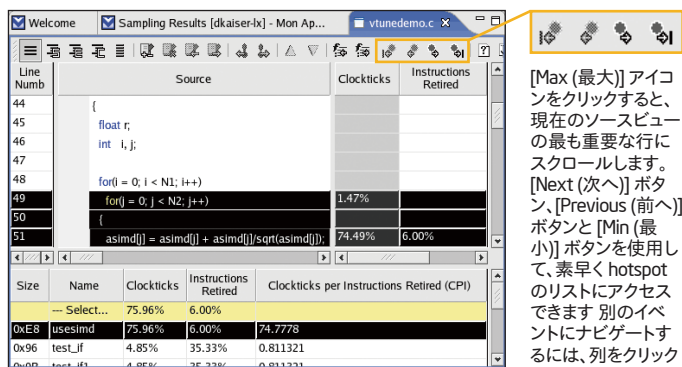 Welcome
Sampling Results [dkaiser-lx] - Mon Ap...
vtunedemo.c
Line Numb
Source
Clockticks
Instructions Retired
44 {
45 float r;
46 int i, j;
47
48 for(i = 0; i < N1; i++)
49 for(j = 0; j < N2; j++) 1.47%
50 {
51 asimd[j] = asimd[j] + asimd[j]/sqrt(asimd[j]); 74.49% 6.00%
Size Name Clockticks Instructions Retired Clockticks per Instructions Retired (CPI)
--- Select... 75.96% 6.00%
0xE8 usesimd 75.96% 6.00% 74.7778
0x96 test_if 4.85% 35.33% 0.811321
test_if1 4.85% 35.33% 0.811321
[Max (最大)] アイコ
ンをクリックすると、
現在のソースビュー
の最も重要な行に
スクロールします。
[Next (次へ)] ボタ
ン、[Previous (前へ)]
ボタンと [Min (最
小)] ボタンを使用し
て、素早く hotspot
のリストにアクセス
できます 別のイベ
ントにナビゲートす
るには、列をクリック